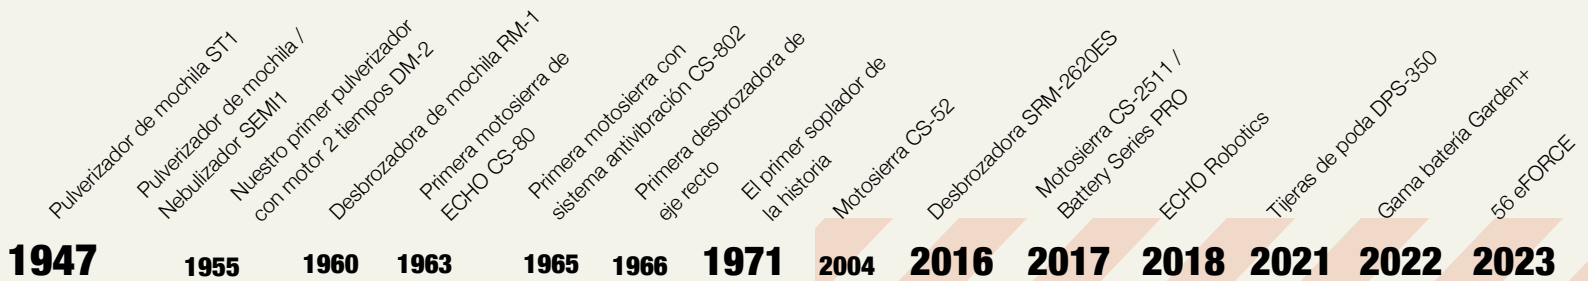 Pulverizador de mochila ST1
Pulverizador de mochila /
Nebulizador SEMI1
Nuestro primer pulverizador
con motor 2 tiempos DM-2
Desbrozadora de mochila RM-1
Primera motosierra de
ECHO CS-80
Primera motosierra con
sistema antivibración CS-802
Primera desbrozadora de
eje recto
El primer soplador de
la historia
Motosierra CS-52
Desbrozadora SRM-2620ES
Motosierra CS-2511 /
Battery Series PRO
ECHO Robotics
Tijeras de poda DPS-350
Gama batería Garden+
56 eFORCE
1947 1955 1960 1963 1965 1966 1971 2004 2016 2017 2018 2021 2022 2023